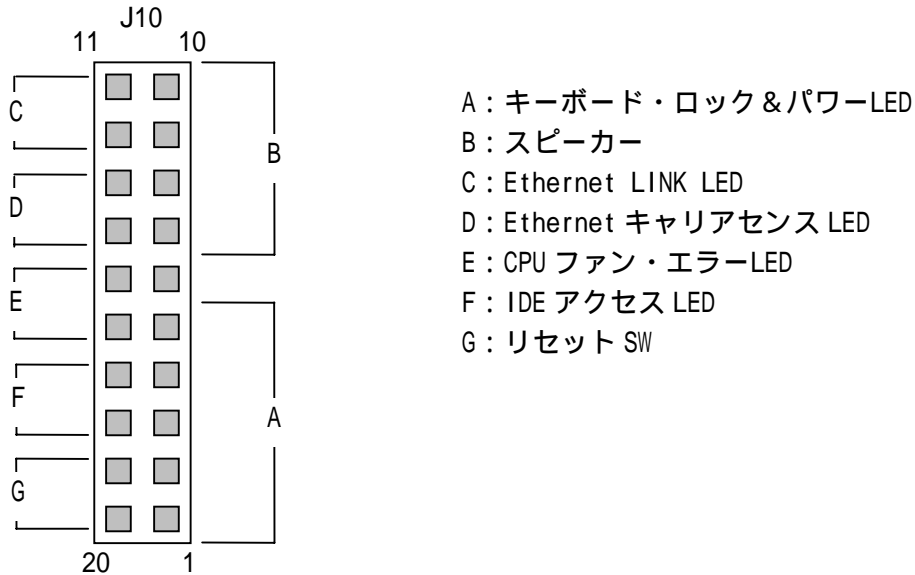 J10
11 10
C
B
D
E
F
A
G
20 1
A：キーボード・ロック＆パワーLED
B：スピーカー
C：Ethernet LINK LED
D：Ethernet キャリアセンス LED
E：CPU ファン・エラーLED
F：IDE アクセス LED
G：リセット SW